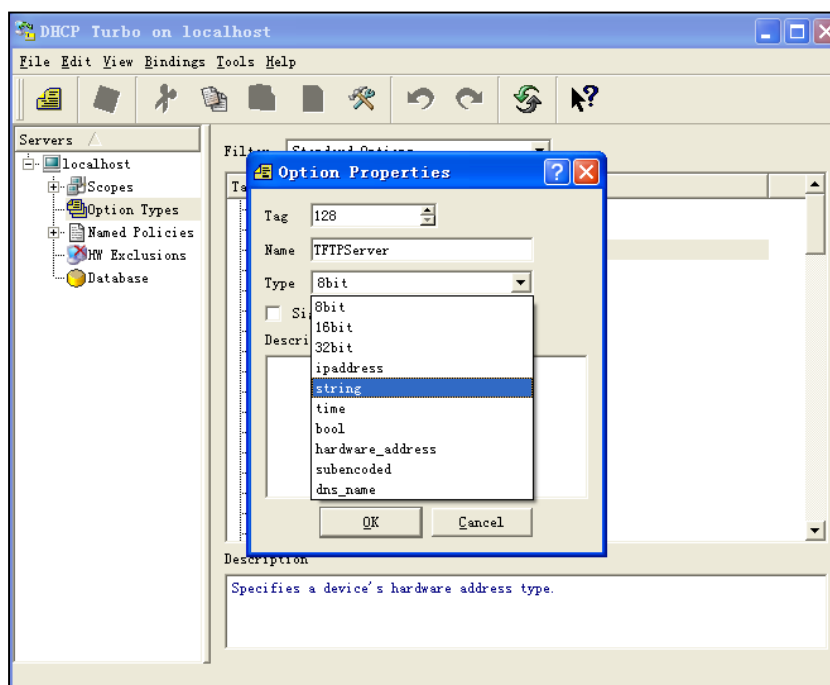 DHCP Turbo on localhost
File Edit View Bindings Tools Help
Servers
localhost
Scopes
Option Types
Named Policies
HW Exclusions
Database
Standard Options
Option Properties
Tag 128
Name TFTPServer
Type 8bit
8bit
16bit
32bit
ipaddress
string
time
bool
hardware_address
subencoded
dns_name
OK Cancel
Description
Specifies a device's hardware address type.